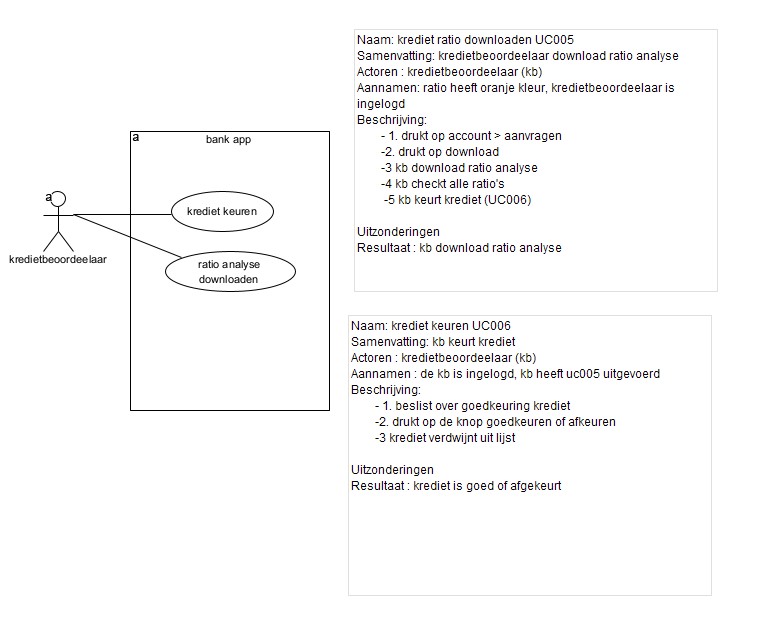 a
bank app
krediet keuren
ratio analyse
downloaden
a
kredietbeoordeelaar
Naam: krediet ratio downloaden UC005
Samenvatting: kredietbeoordeelaar download ratio analyse
Actoren : kredietbeoordeelaar (kb)
Aannamen: ratio heeft oranje kleur, kredietbeoordeelaar is
ingelogd
Beschrijving:
- 1. drukt op account > aanvragen
-2. drukt op download
-3 kb download ratio analyse
-4 kb checkt alle ratio's
-5 kb keurt krediet (UC006)
Uitzonderingen
Resultaat : kb download ratio analyse
Naam: krediet keuren UC006
Samenvatting: kb keurt krediet
Actoren : kredietbeoordeelaar (kb)
Aannamen : de kb is ingelogd, kb heeft uc005 uitgevoerd
Beschrijving:
- 1. beslist over goedkeuring krediet
-2. drukt op de knop goedkeuren of afkeuren
-3 krediet verdwijnt uit lijst
Uitzonderingen
Resultaat : krediet is goed of afgekeurt